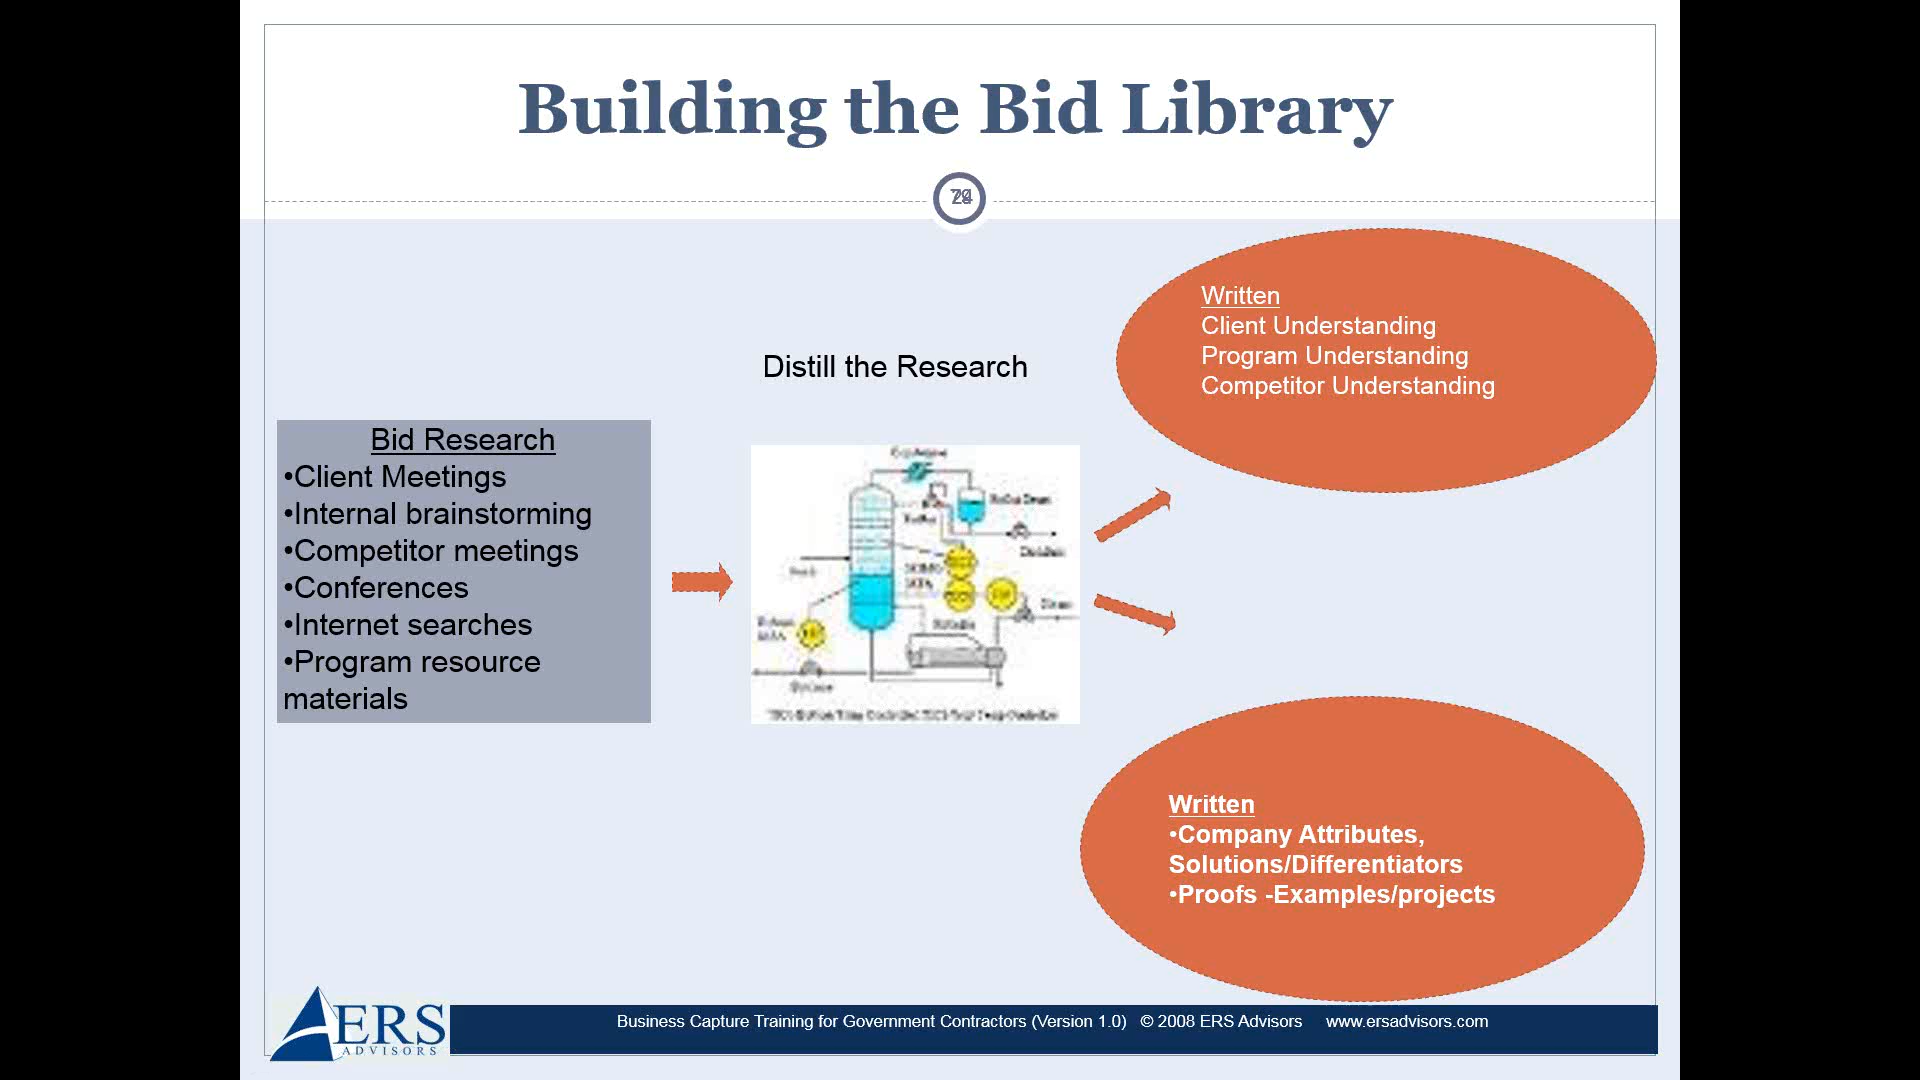 Building the Bid Library
Distill the Research
Bid Research
•Client Meetings
•Internal brainstorming
•Competitor meetings
•Conferences
•Internet searches
•Program resource
materials
Written
Client Understanding
Program Understanding
Competitor Understanding
Written
•Company Attributes,
Solutions/Differentiators
•Proofs -Examples/projects
ERS
ADVISORS
Business Capture Training for Government Contractors (Version 1.0) © 2008 ERS Advisors www.ersadvisors.com